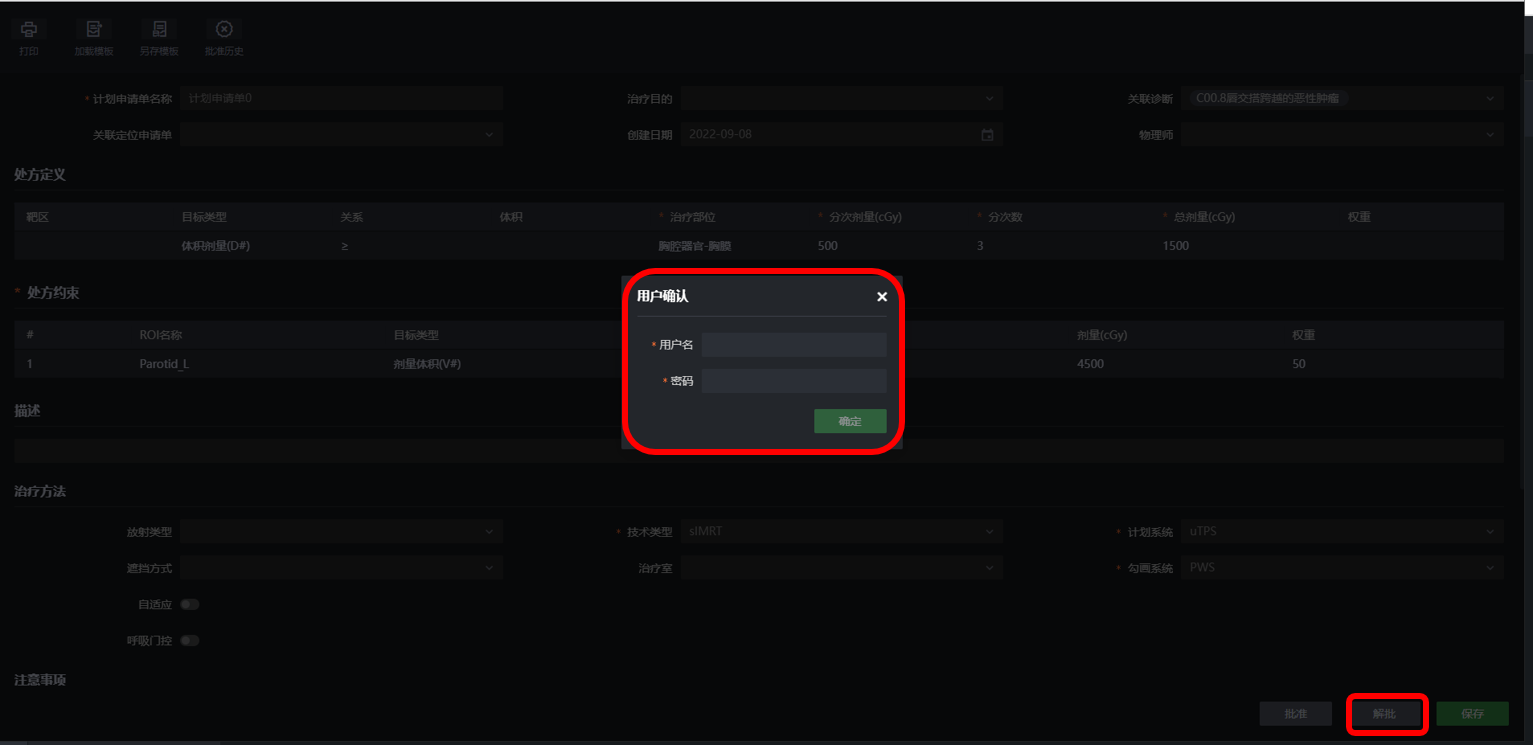 打印 加载模板 另存模板 批准历史
* 计划申请单名称 计划申请单0 治疗目的 关联诊断 C00.8唇交搭跨越的恶性肿瘤
关联定位申请单 创建日期 2022-09-08 物理师
处方定义
靶区 目标类型 关系 体积 * 治疗部位 * 分次剂量(cGy) * 分次数 * 总剂量(cGy) 权重
体积剂量(D#) ≥ 胸腔器官-胸膜 500 3 1500
* 处方约束
# ROI名称 目标类型 剂量(cGy) 权重
1 Parotid_L 剂量体积(V#) 4500 50
用户确认
* 用户名
* 密码
确定
描述
治疗方法
放射类型 * 技术类型 sIMRT * 计划系统 uTPS
遮挡方式 治疗室 * 勾画系统 PWS
自适应
呼吸门控
注意事项
批准 解批 保存